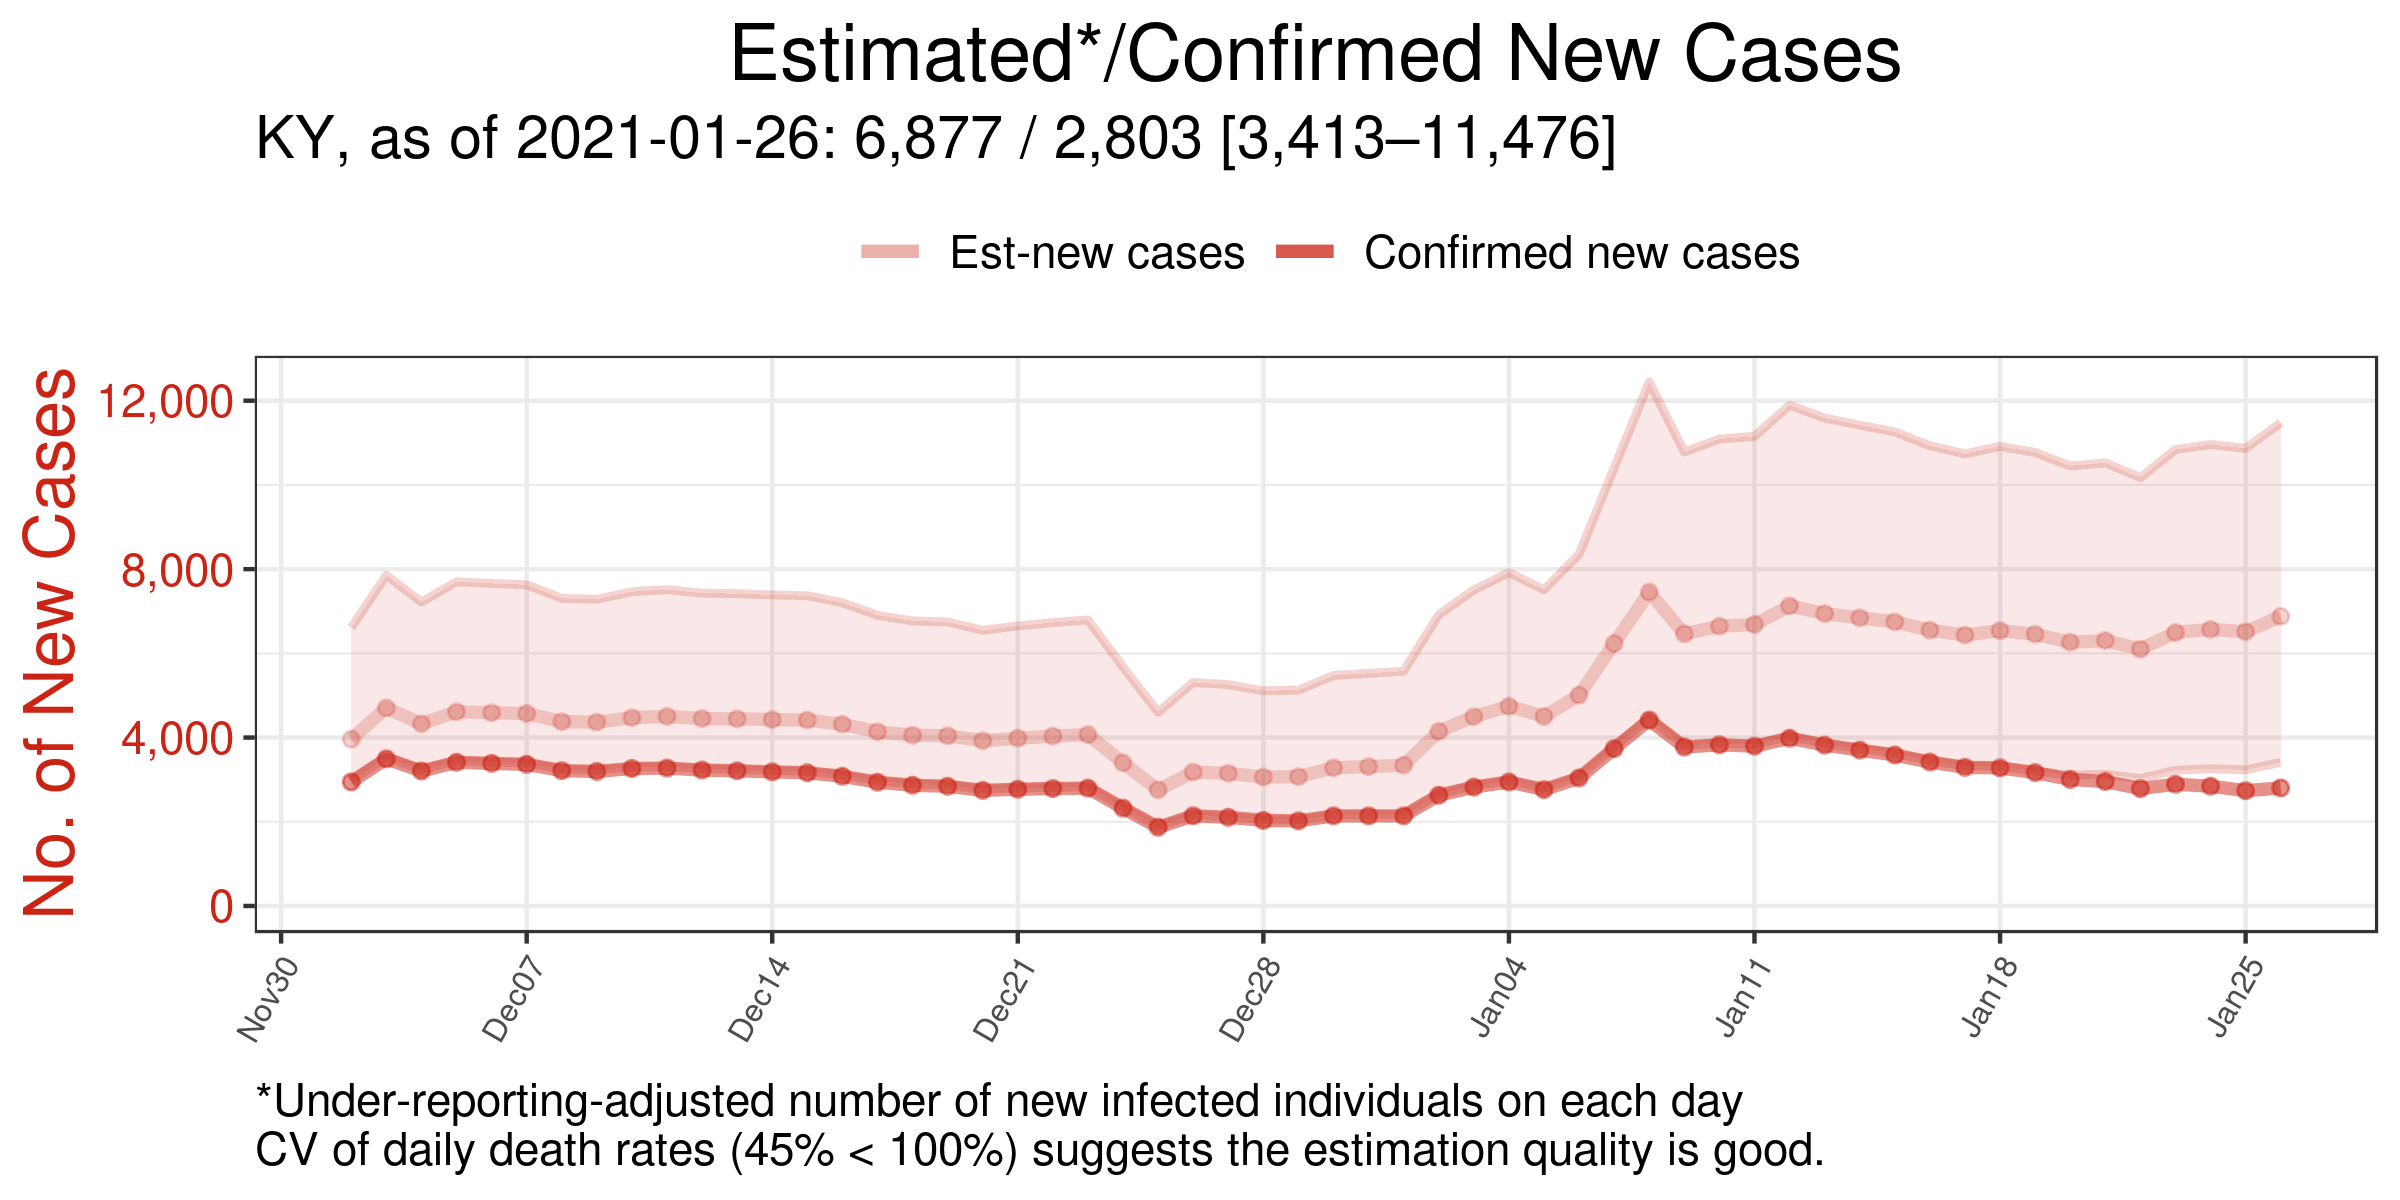 Estimated*/Confirmed New Cases
KY, as of 2021-01-26: 6,877 / 2,803 [3,413–11,476]
Est-new cases
Confirmed new cases
No. of New Cases
12,000
8,000
4,000
0
Nov30
Dec07
Dec14
Dec21
Dec28
Jan04
Jan11
Jan18
Jan25
*Under-reporting-adjusted number of new infected individuals on each day
CV of daily death rates (45% < 100%) suggests the estimation quality is good.